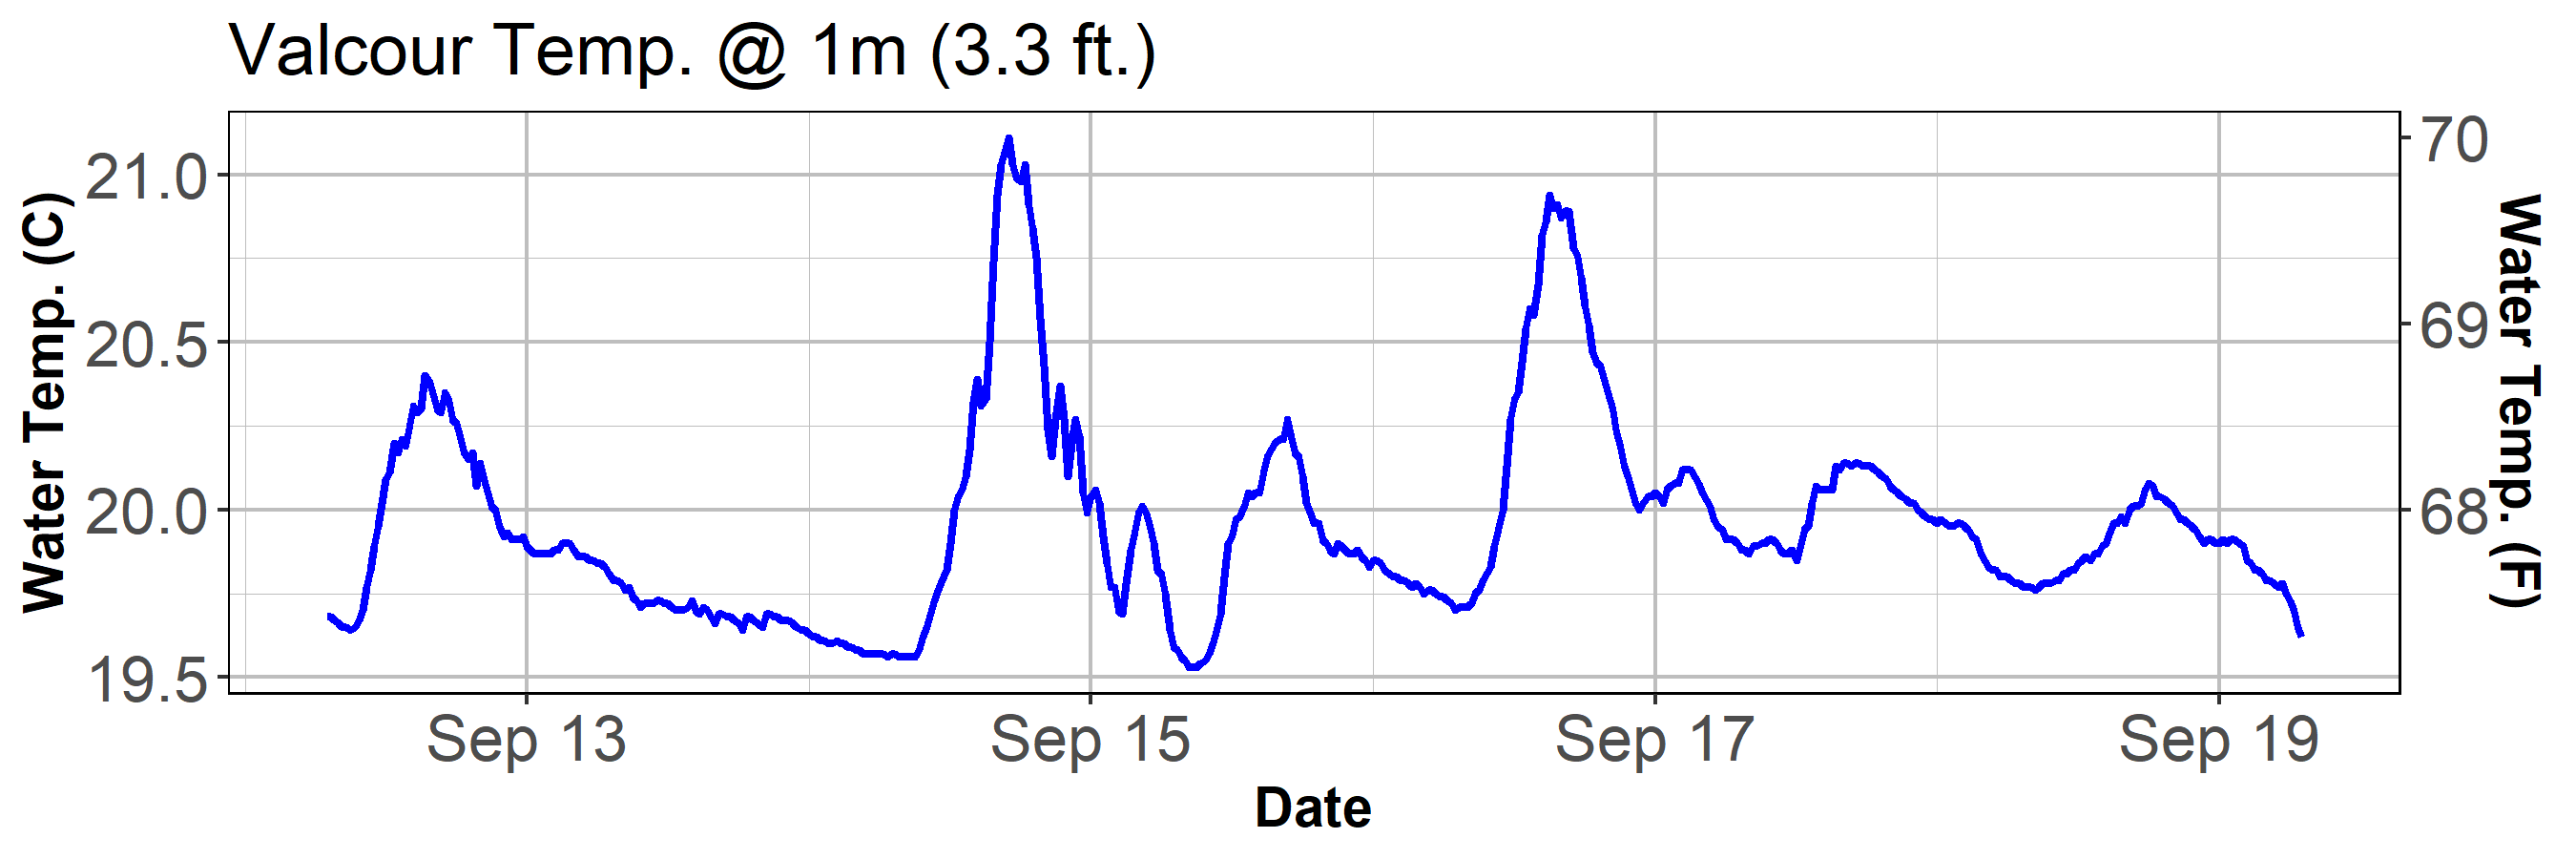 Valcour Temp. @ 1m (3.3 ft.)
Water Temp. (C)
21.0
20.5
20.0
19.5
70
69
68
Water Temp. (F)
Sep 13
Sep 15
Sep 17
Sep 19
Date